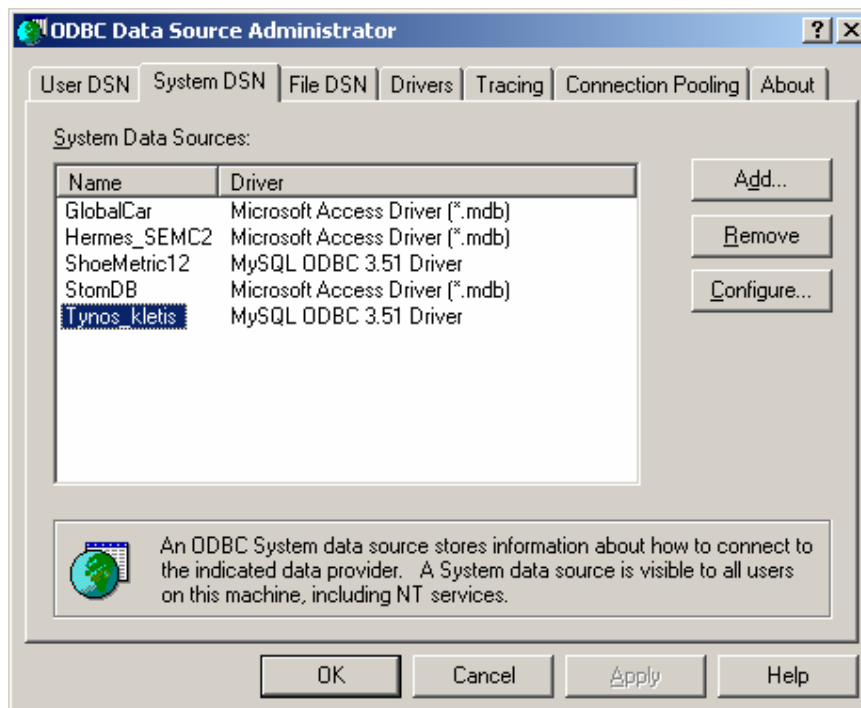 ODBC Data Source Administrator ? X
User DSN System DSN File DSN Drivers Tracing Connection Pooling About
System Data Sources:
Name Driver
GlobalCar Microsoft Access Driver (*.mdb)
Hermes_SEMC2 Microsoft Access Driver (*.mdb)
ShoeMetric12 MySQL ODBC 3.51 Driver
StomDB Microsoft Access Driver (*.mdb)
Tynos_kletis MySQL ODBC 3.51 Driver
Add...
Remove
Configure...
An ODBC System data source stores information about how to connect to
the indicated data provider. A System data source is visible to all users
on this machine, including NT services.
OK Cancel Apply Help